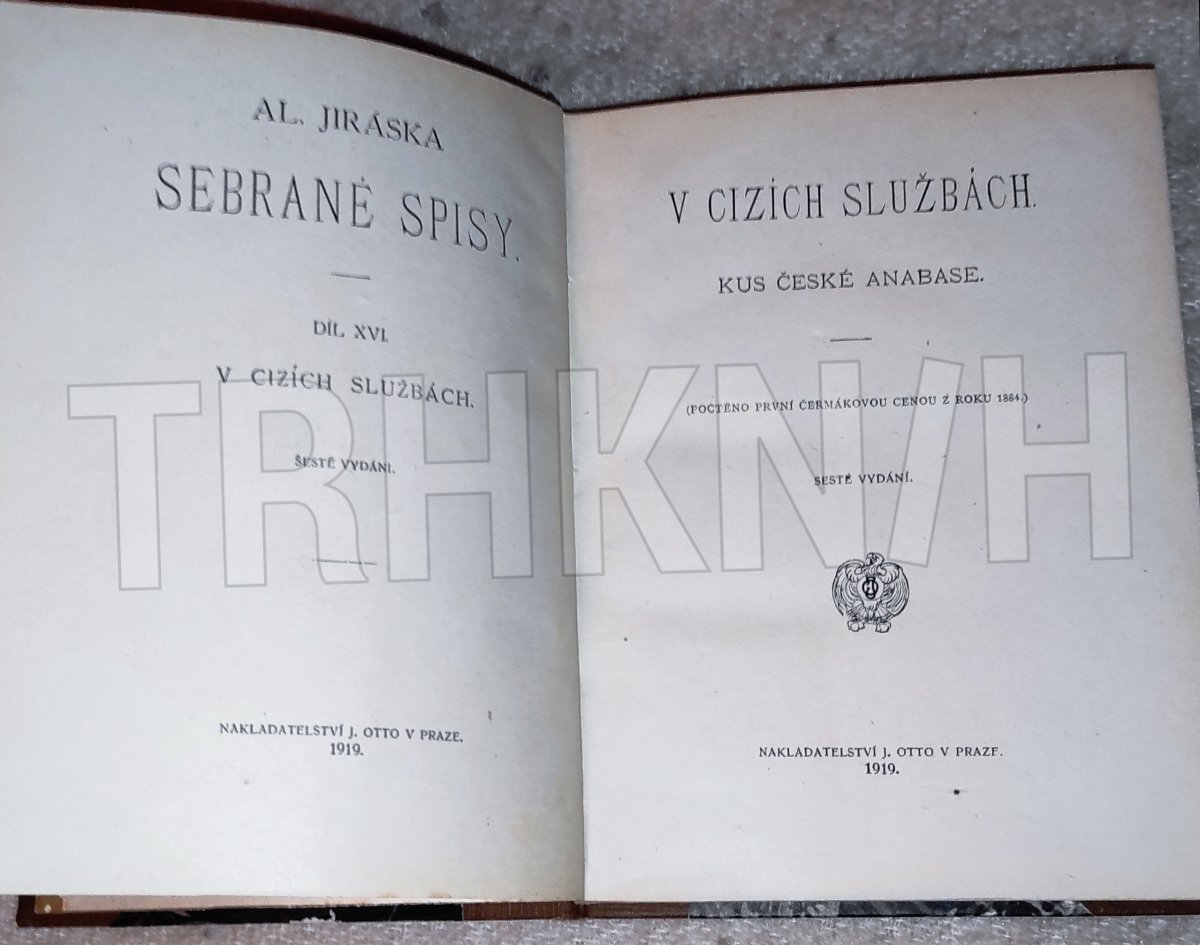 AL. JIRÁSKA
SEBRANÉ SPISY.
DÍL XVI.
V CIZÍCH SLUŽBÁCH.
ŠESTÉ VYDÁNÍ.
NAKLADATELSTVÍ J. OTTO V PRAZE.
1919.
V CIZÍCH SLUŽBÁCH.
KUS ČESKÉ ANABASE.
(POCTĚNO PRVNÍ ČERMÁKOVOU CENOU Z ROKU 1884.)
ŠESTÉ VYDÁNÍ.
NAKLADATELSTVÍ J. OTTO V PRAZE.
1919.
TRHKNIH